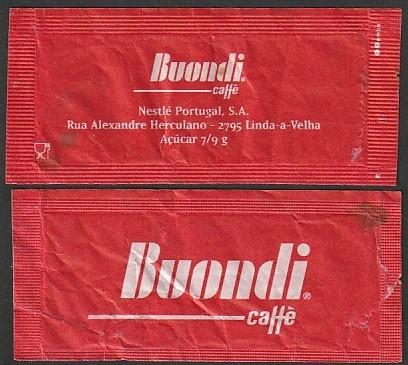 Buondi.
caffè
Nestlé Portugal, S.A.
Rua Alexandre Herculano - 2795 Linda-a-Velha
Açúcar 7/9 g
Buondi®
caffè